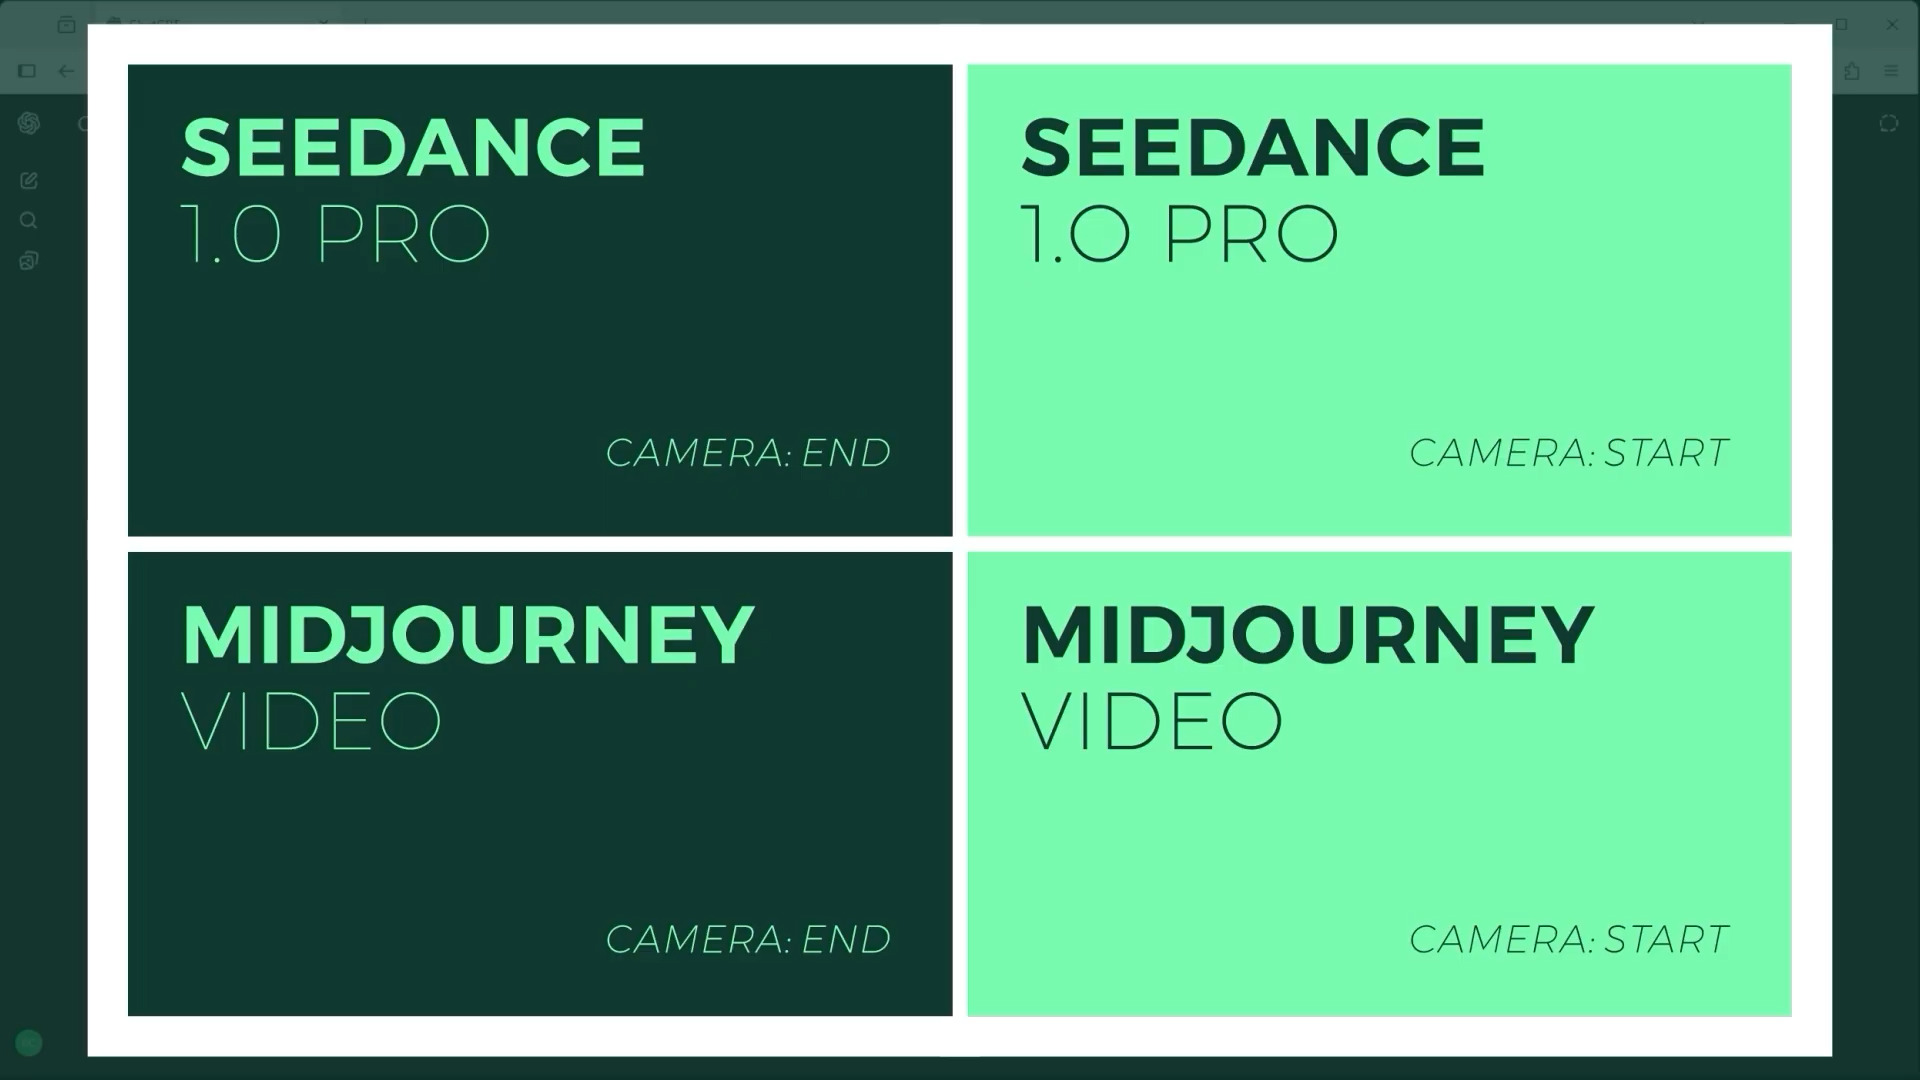 SEEDANCE
1.0 PRO
CAMERA: END
SEEDANCE
1.O PRO
CAMERA: START
MIDJOURNEY
VIDEO
CAMERA: END
MIDJOURNEY
VIDEO
CAMERA: START